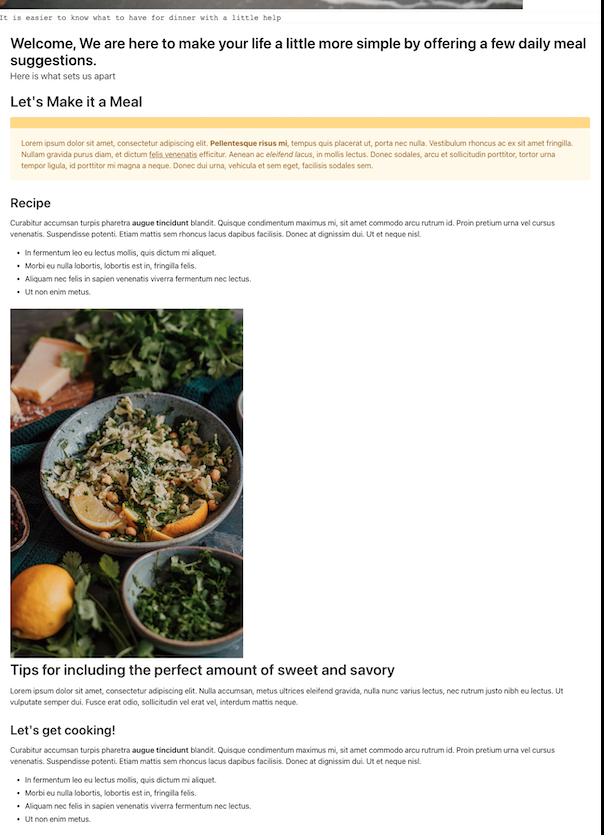 It is easier to know what to have for dinner with a little help
Welcome, We are here to make your life a little more simple by offering a few daily meal
suggestions.
Here is what sets us apart
Let's Make it a Meal
Lorem ipsum dolor sit amet, consectetur adipiscing elit. Pellentesque risus mi, tempus quis placerat ut, porta nec nulla. Vestibulum rhoncus ac ex sit amet fringilla.
Nullam gravida purus diam, et dictum felis venenatis efficitur. Aenean ac eleifend lacus, in mollis lectus. Donec sodales, arcu et sollicitudin porttitor, tortor urna
tempor ligula, id porttitor mi magna a neque. Donec dui urna, vehicula et sem eget, facilisis sodales sem.
Recipe
Curabitur accumsan turpis pharetra augue tincidunt blandit. Quisque condimentum maximus mi, sit amet commodo arcu rutrum id. Proin pretium urna vel cursus
venenatis. Suspendisse potenti. Etiam mattis sem rhoncus lacus dapibus facilisis. Donec at dignissim dui. Ut et neque nisl.
• In fermentum leo eu lectus mollis, quis dictum mi aliquet.
• Morbi eu nulla lobortis, lobortis est in, fringilla felis.
• Aliquam nec felis in sapien venenatis viverra fermentum nec lectus.
• Ut non enim metus.
Tips for including the perfect amount of sweet and savory
Lorem ipsum dolor sit amet, consectetur adipiscing elit. Nulla accumsan, metus ultrices eleifend gravida, nulla nunc varius lectus, nec rutrum justo nibh eu lectus. Ut
vulputate semper dui. Fusce erat odio, sollicitudin vel erat vel, interdum mattis neque.
Let's get cooking!
Curabitur accumsan turpis pharetra augue tincidunt blandit. Quisque condimentum maximus mi, sit amet commodo arcu rutrum id. Proin pretium urna vel cursus
venenatis. Suspendisse potenti. Etiam mattis sem rhoncus lacus dapibus facilisis. Donec at dignissim dui. Ut et neque nisl.
• In fermentum leo eu lectus mollis, quis dictum mi aliquet.
• Morbi eu nulla lobortis, lobortis est in, fringilla felis.
• Aliquam nec felis in sapien venenatis viverra fermentum nec lectus.
• Ut non enim metus.